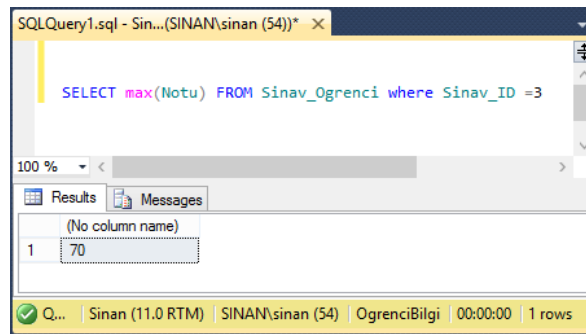 SQLQuery1.sql - Sin...(SINAN\sinan (54))* ×
SELECT max(Notu) FROM Sinav_Ogrenci where Sinav_ID =3
100 %
Results Messages
(No column name)
1 70
Q... Sinan (11.0 RTM) SINAN\sinan (54) OgrenciBilgi 00:00:00 1 rows